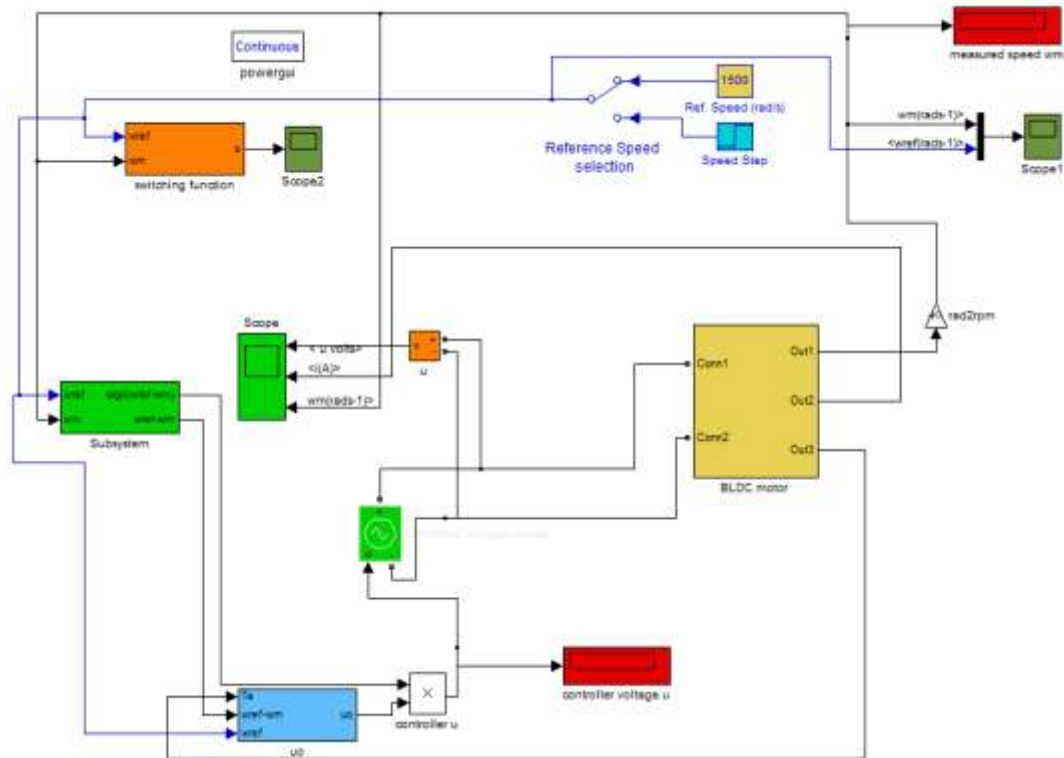 Continuous
powergui
measured speed wm
1500
Ref. Speed (rad/s)
Speed Step
Reference Speed
selection
wm(rads-1)>
<wref(rads-1)>
Scope1
wref
wm
s
switching function
Scope2
rad2rpm
Scope
< u volts>
<i(A)>
wm(rads-1)>
u
Conn1
Conn2
Out1
Out2
Out3
BLDC motor
wref
wm
sign(wref-wm)
wref-wm
Subsystem
controller voltage u
Te
wref-wm
wref
uo
uo
×
controller u